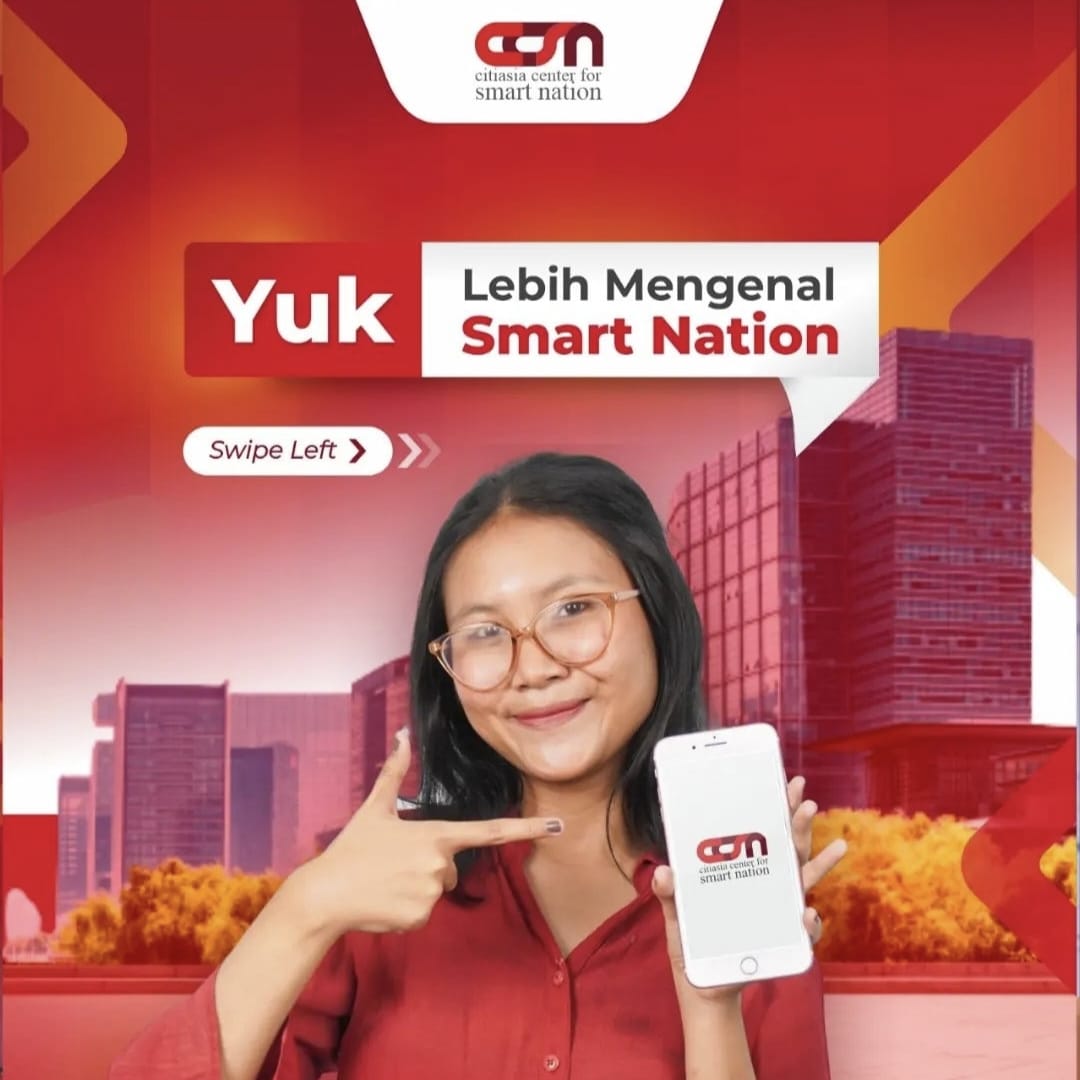 citiasia center for
smart nation
Yuk
Lebih Mengenal
Smart Nation
Swipe Left
citiasia center for
smart nation